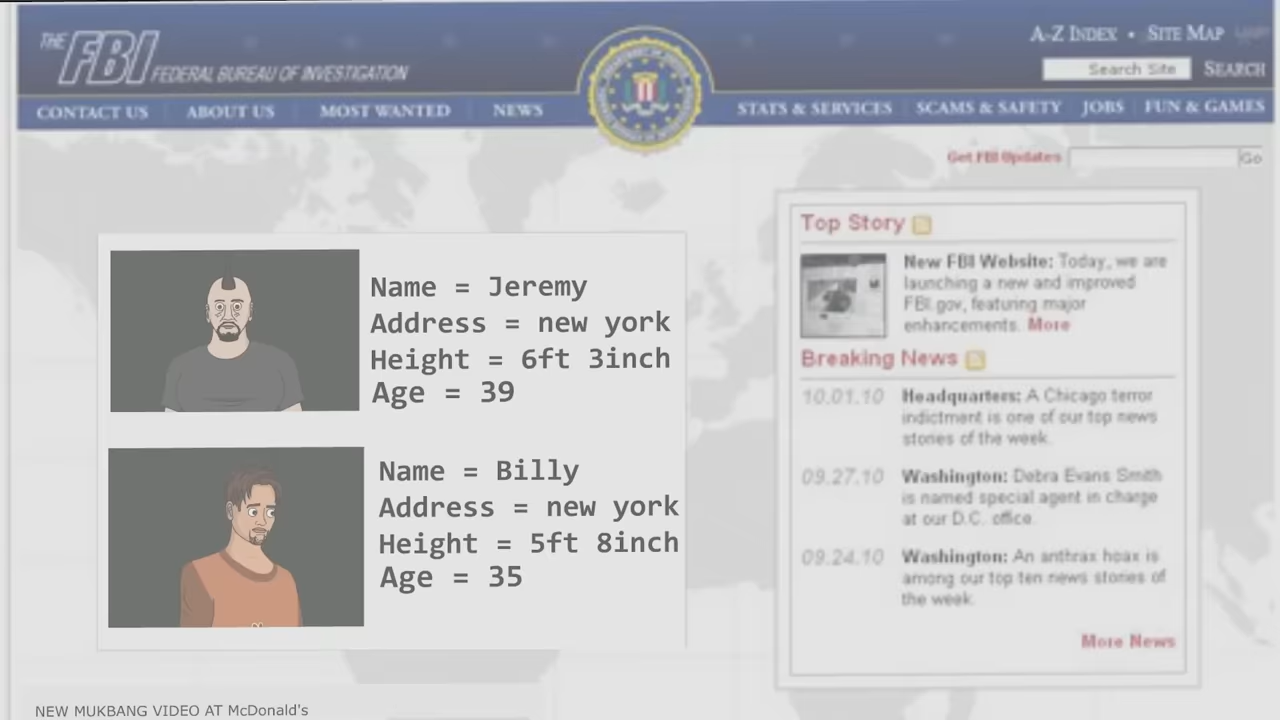 THE FBI FEDERAL BUREAU OF INVESTIGATION
A-Z INDEX • SITE MAP
Search Site SEARCH
CONTACT US ABOUT US MOST WANTED NEWS STATS & SERVICES SCAMS & SAFETY JOBS FUN & GAMES
Get FBI Updates Go
Name = Jeremy
Address = new york
Height = 6ft 3inch
Age = 39
Name = Billy
Address = new york
Height = 5ft 8inch
Age = 35
Top Story
New FBI Website: Today, we are
launching a new and improved
FBI.gov, featuring major
enhancements. More
Breaking News
10.01.10 Headquarters: A Chicago terror
indictment is one of our top news
stories of the week.
09.27.10 Washington: Debra Evans Smith
is named special agent in charge
at our D.C. office.
09.24.10 Washington: An anthrax hoax is
among our top ten news stories of
the week.
More News
NEW MUKBANG VIDEO AT McDonald's